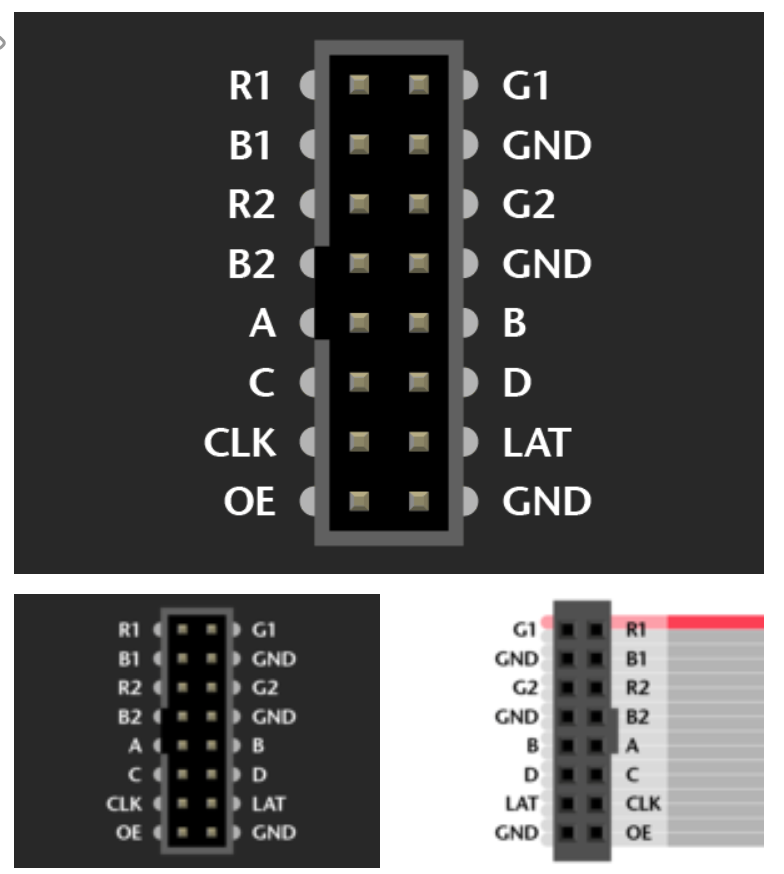 R1 G1
B1 GND
R2 G2
B2 GND
A B
C D
CLK LAT
OE GND
R1 G1
B1 GND
R2 G2
B2 GND
A B
C D
CLK LAT
OE GND
G1 R1
GND B1
G2 R2
GND B2
B A
D C
LAT CLK
GND OE